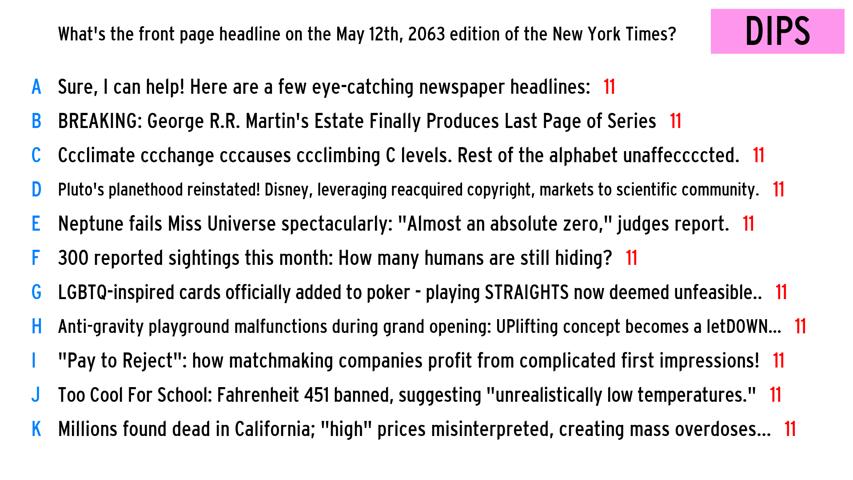 What's the front page headline on the May 12th, 2063 edition of the New York Times?
DIPS
A Sure, I can help! Here are a few eye-catching newspaper headlines: 11
B BREAKING: George R.R. Martin's Estate Finally Produces Last Page of Series 11
C Ccclimate ccchange cccauses ccclimbing C levels. Rest of the alphabet unaffeccccted. 11
D Pluto's planethood reinstated! Disney, leveraging reacquired copyright, markets to scientific community. 11
E Neptune fails Miss Universe spectacularly: "Almost an absolute zero," judges report. 11
F 300 reported sightings this month: How many humans are still hiding? 11
G LGBTQ-inspired cards officially added to poker - playing STRAIGHTS now deemed unfeasible.. 11
H Anti-gravity playground malfunctions during grand opening: UPlifting concept becomes a letDOWN... 11
I "Pay to Reject": how matchmaking companies profit from complicated first impressions! 11
J Too Cool For School: Fahrenheit 451 banned, suggesting "unrealistically low temperatures." 11
K Millions found dead in California; "high" prices misinterpreted, creating mass overdoses... 11